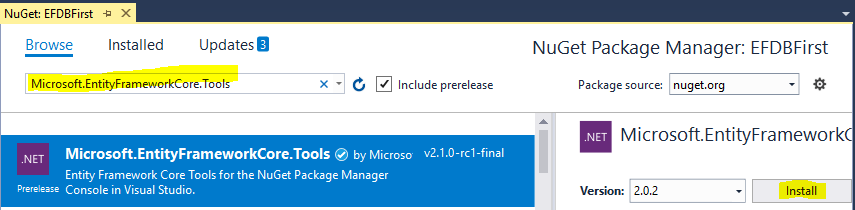 NuGet: EFDBFirst
Browse Installed Updates 3
NuGet Package Manager: EFDBFirst
Microsoft.EntityFrameworkCore.Tools
Include prerelease
Package source: nuget.org
.NET
Prerelease
Microsoft.EntityFrameworkCore.Tools by Microso v2.1.0-rc1-final
Entity Framework Core Tools for the NuGet Package Manager
Console in Visual Studio.
.NET
Microsoft.EntityFrameworkC
Version: 2.0.2 Install